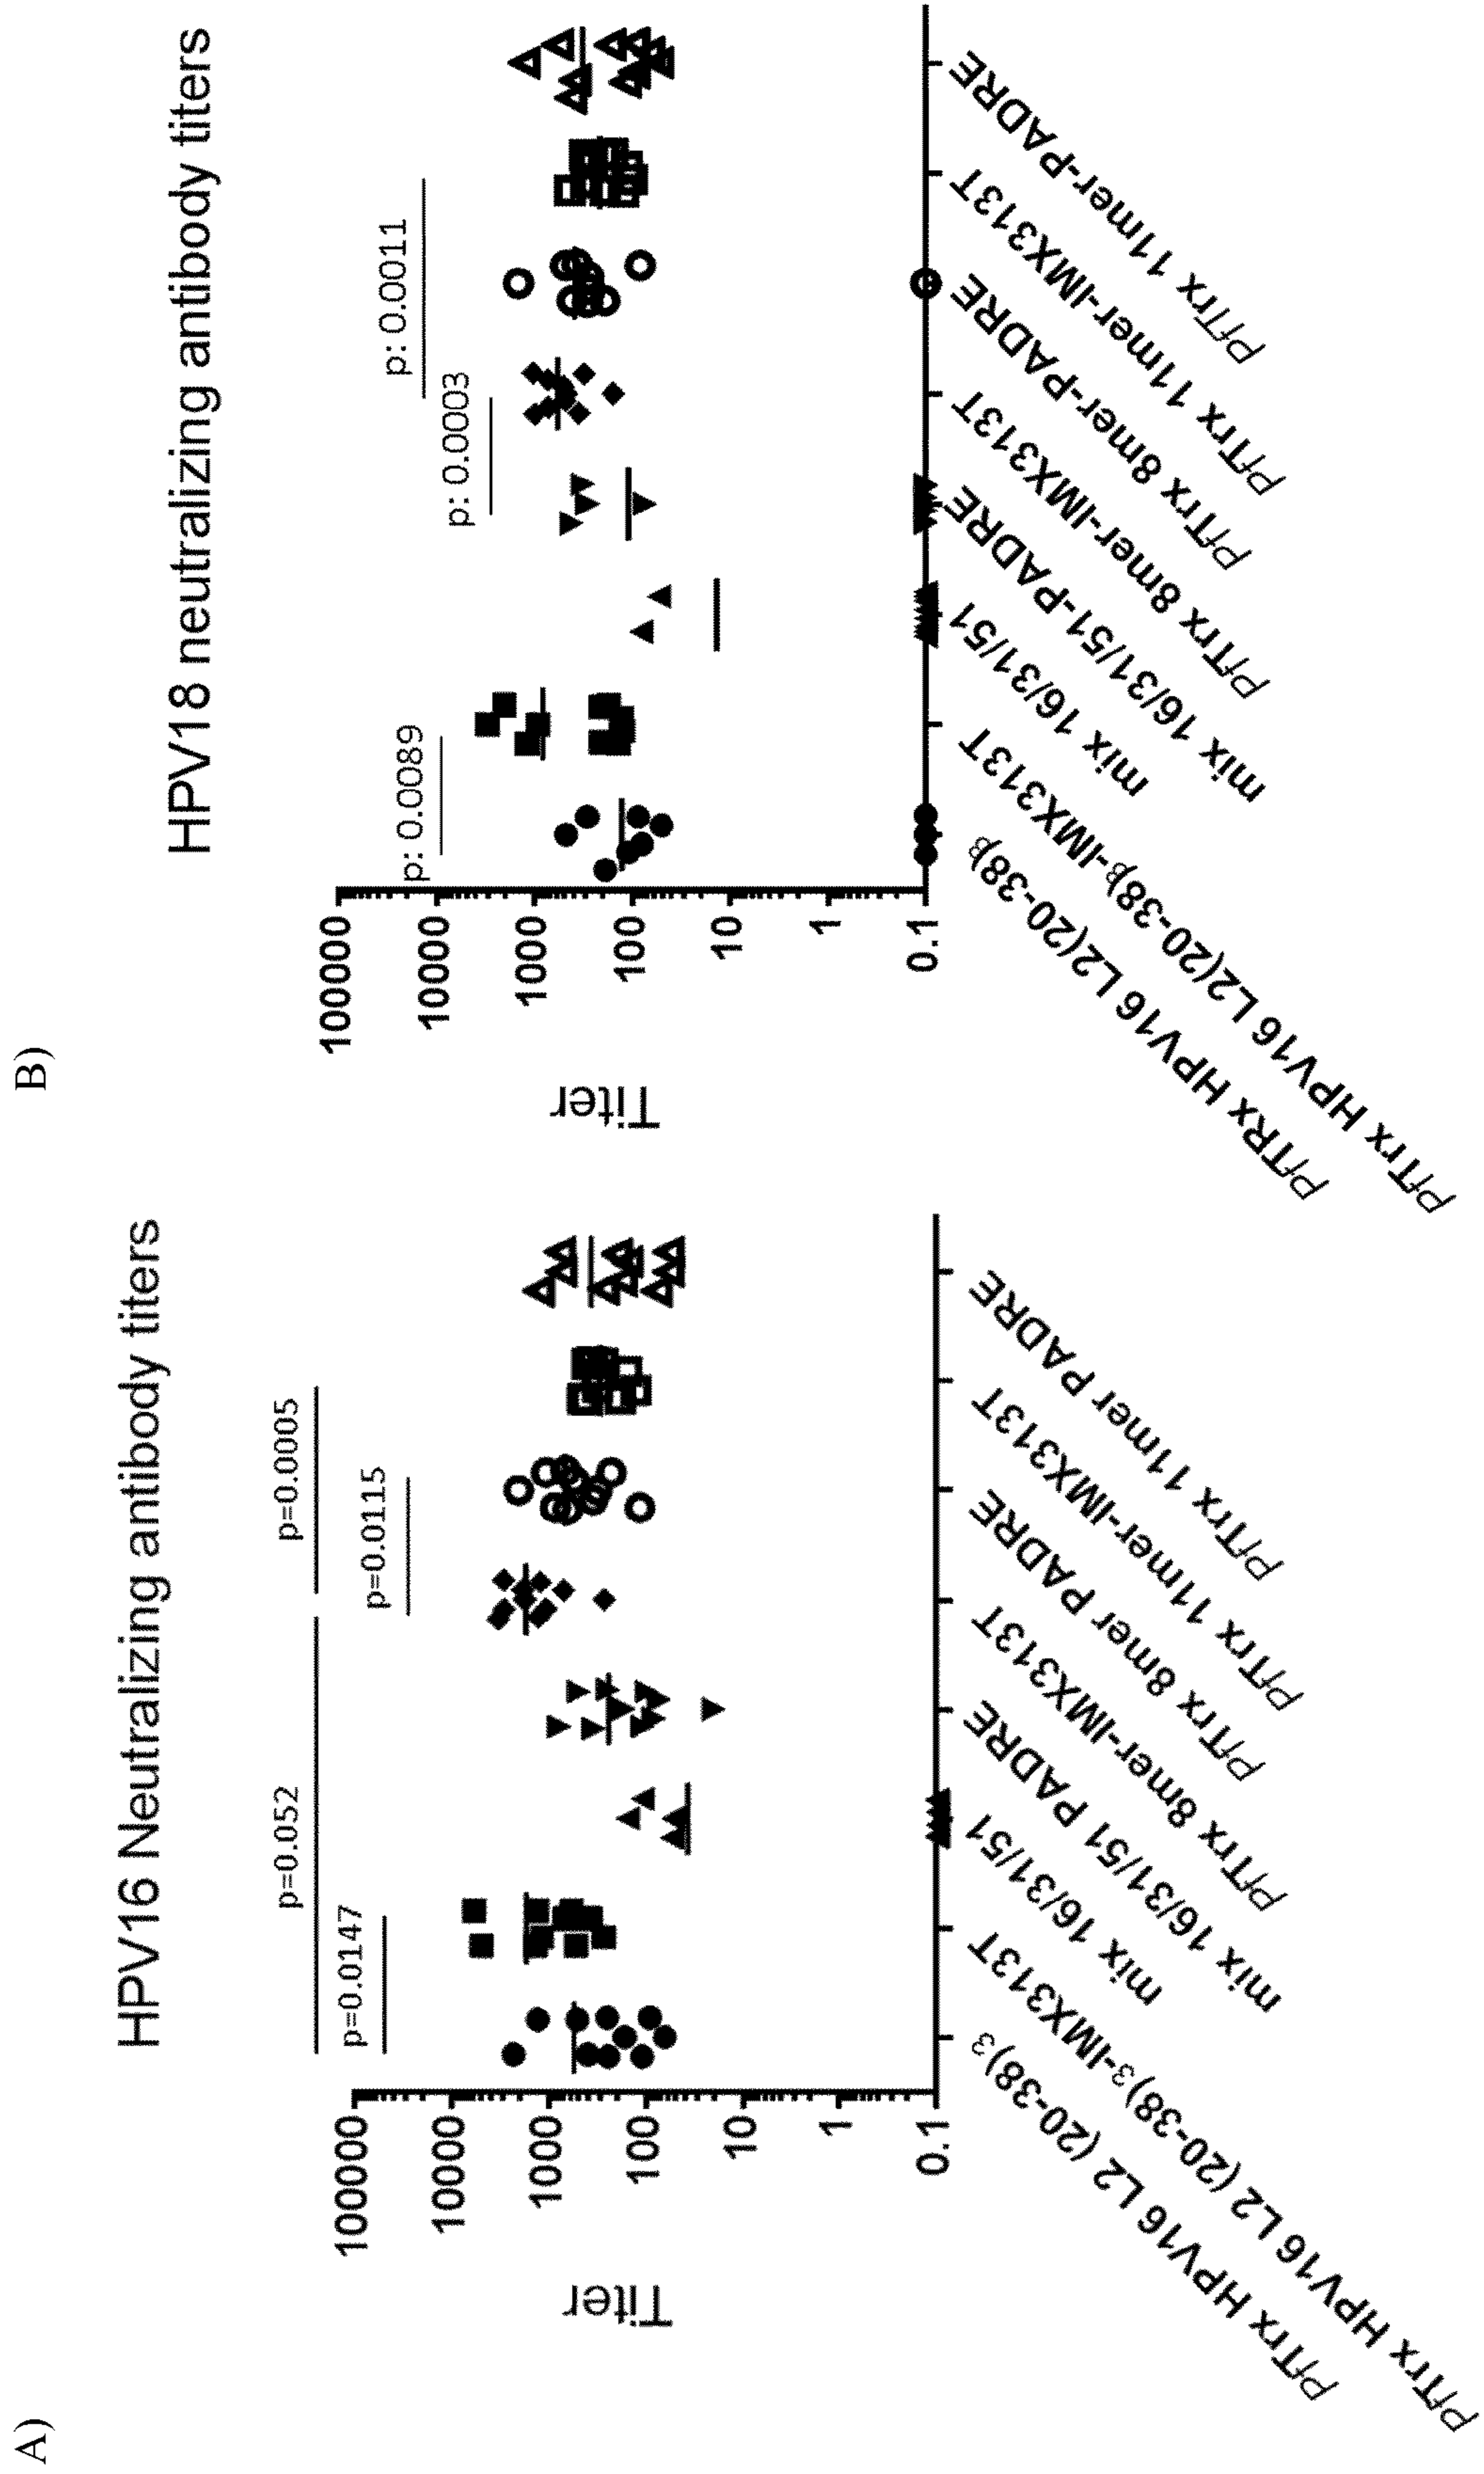 A)
HPV16 Neutralizing antibody titers
p=0.0005
p=0.052
p=0.0115
p=0.0147
Titer
100000
10000
1000
100
10
1
0.1
PfTrx HPV16 L2 (20-38)3
PfTrx HPV16 L2 (20-38)3-IMX313T
mix 16/31/51
mix 16/31/51 PADRE
PfTrx 8mer-IMX313T
PfTrx 8mer PADRE
PfTrx 11mer-IMX313T
PfTrx 11mer PADRE
B)
HPV18 neutralizing antibody titers
p: 0.0011
p: 0.0003
p: 0.0089
Titer
100000
10000
1000
100
10
1
0.1
PfTRx HPV16 L2(20-38)β
PfTrx HPV16 L2(20-38)β-IMX313T
mix 16/31/51
mix 16/31/51-PADRE
PfTrx 8mer-IMX313T
PfTrx 8mer-PADRE
PfTrx 11mer-IMX313T
PfTrx 11mer-PADRE